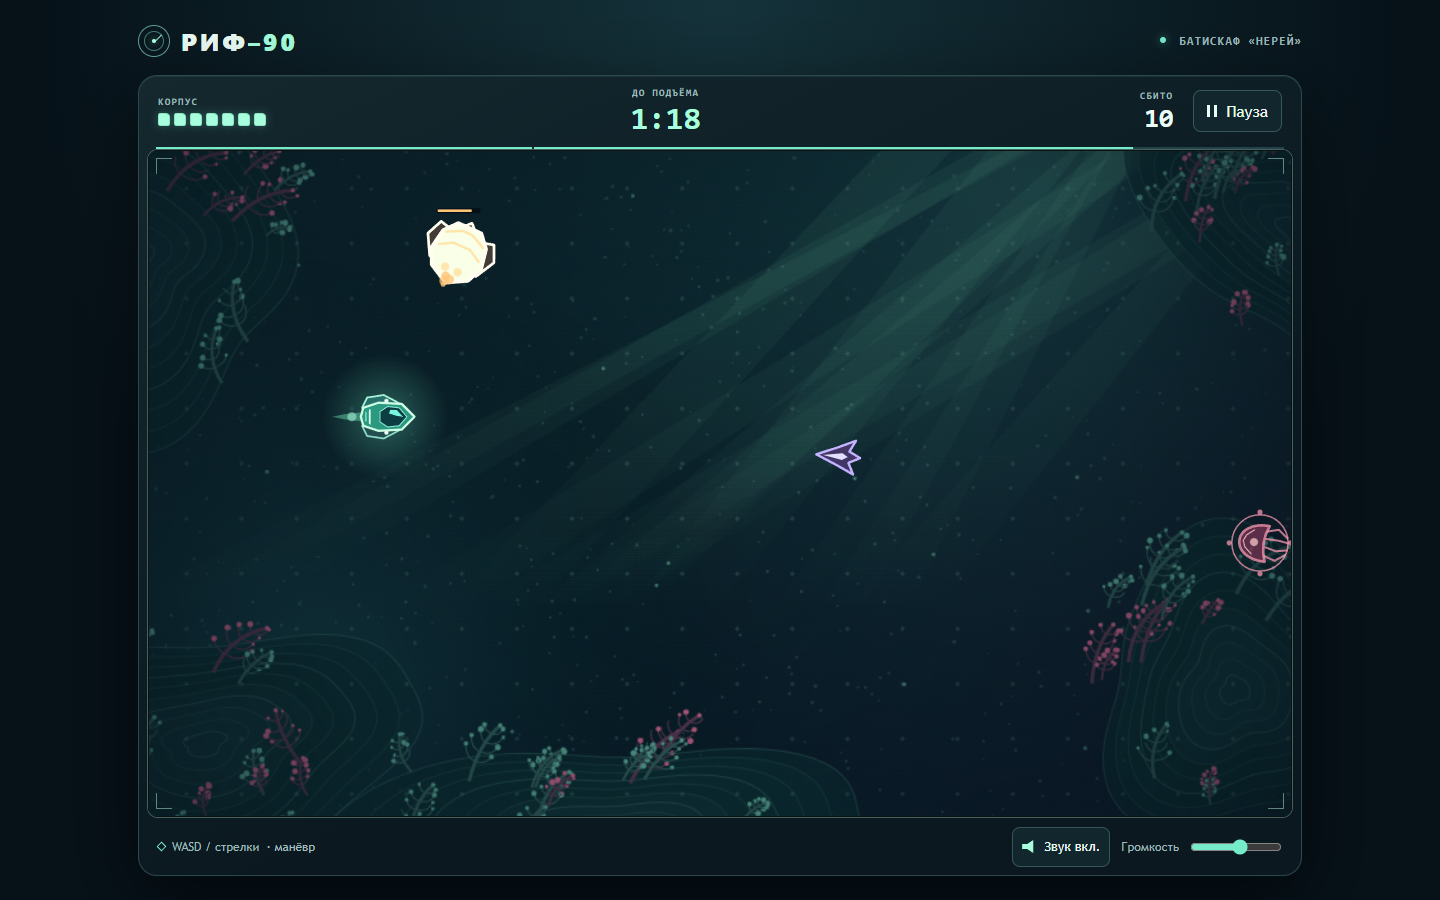 РИФ–90
БАТИСКАФ «НЕРЕЙ»
КОРПУС
ДО ПОДЪЁМА
1:18
СБИТО
10
Пауза
WASD / стрелки · манёвр
Звук вкл.
Громкость